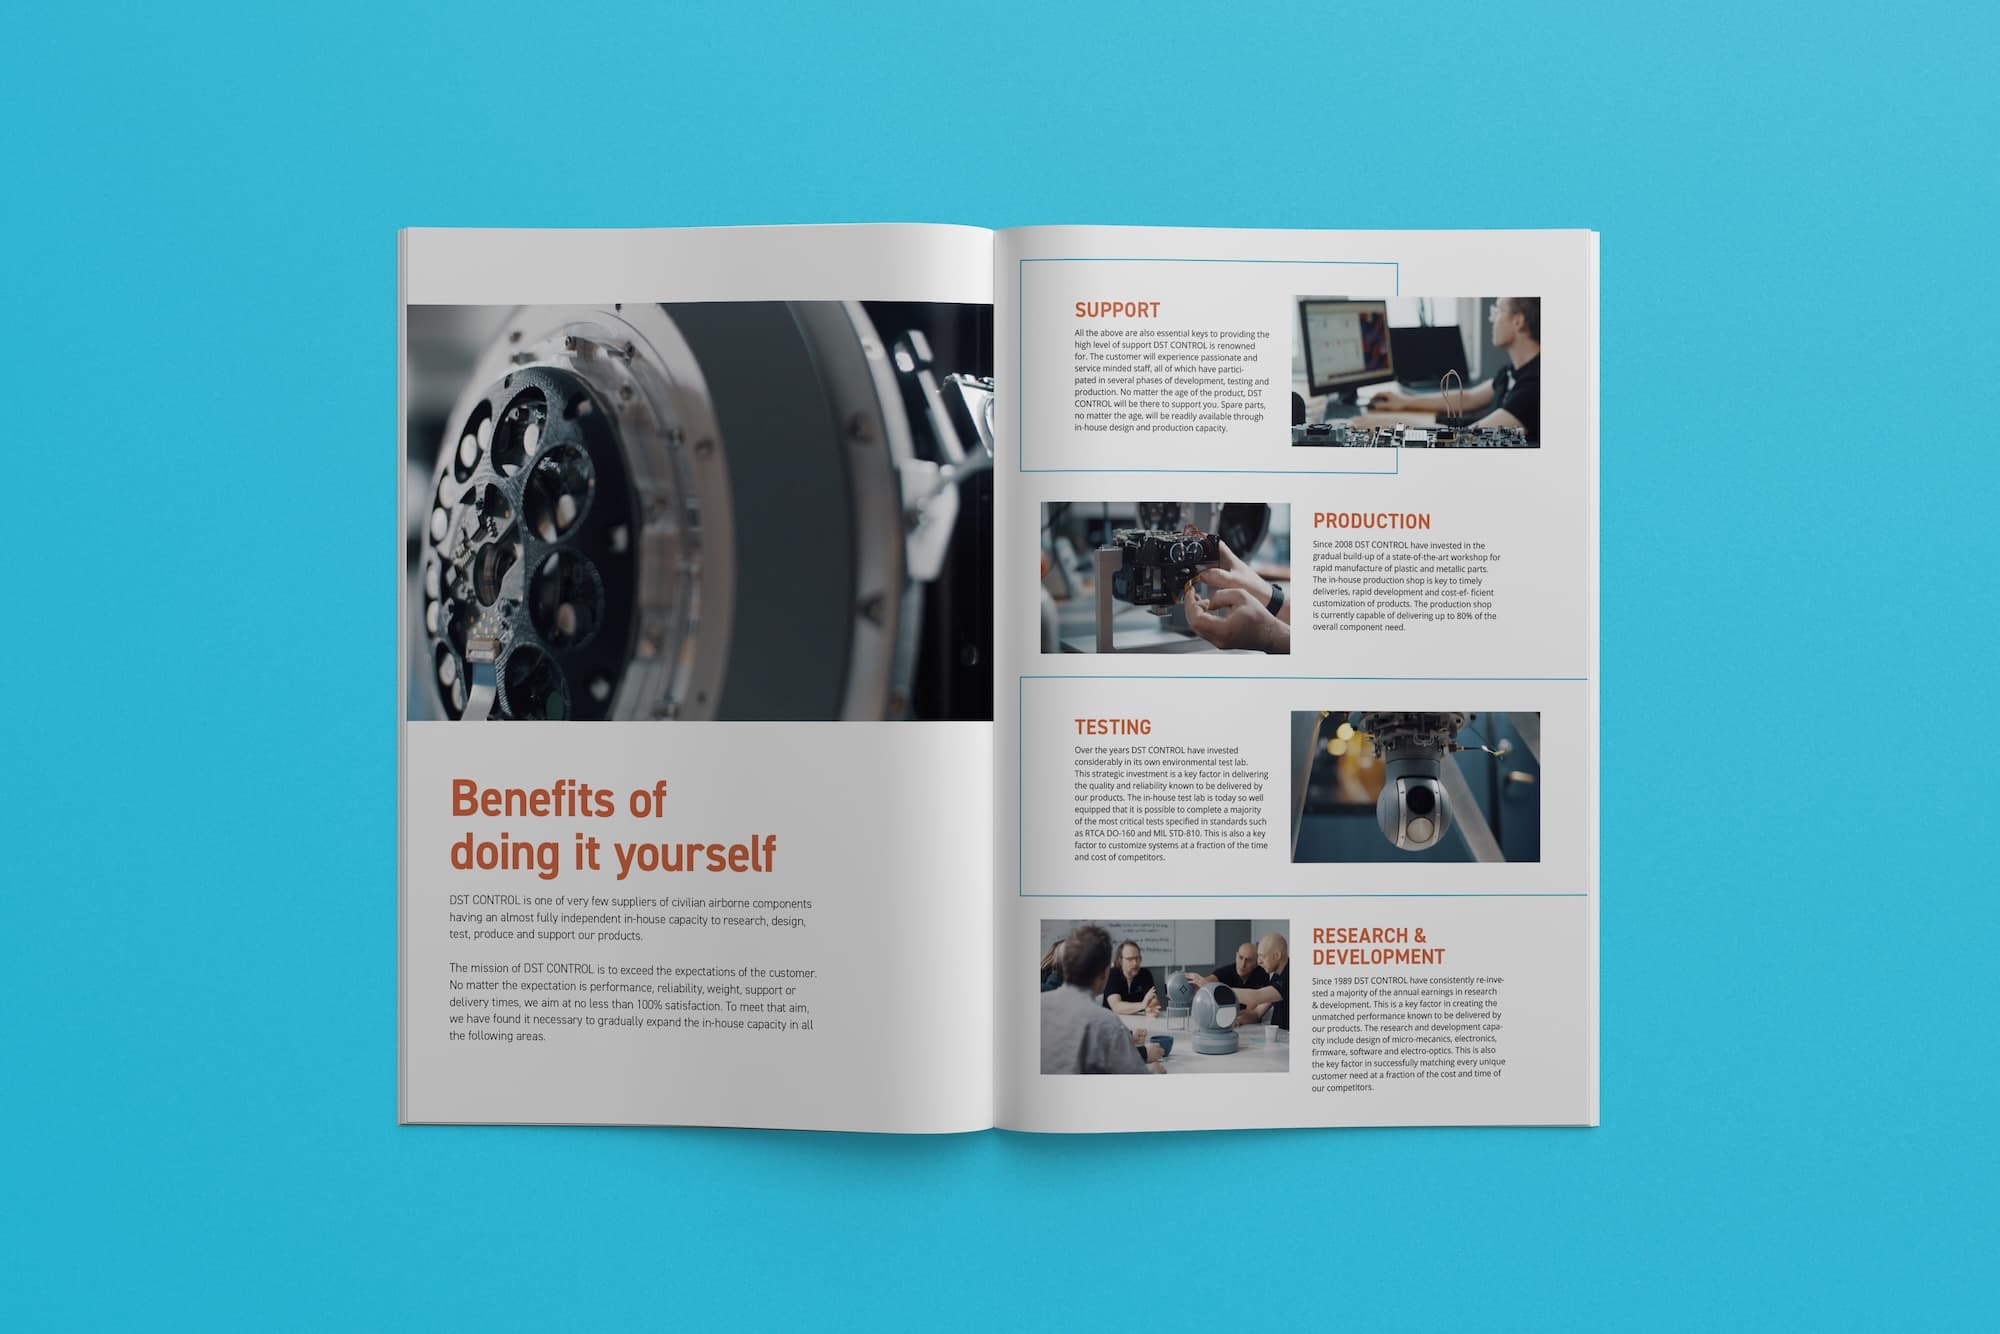 Benefits of
doing it yourself
DST CONTROL is one of very few suppliers of civilian airborne components
having an almost fully independent in-house capacity to research, design,
test, produce and support our products.
The mission of DST CONTROL is to exceed the expectations of the customer.
No matter the expectation is performance, reliability, weight, support or
delivery times, we aim at no less than 100% satisfaction. To meet that aim,
we have found it necessary to gradually expand the in-house capacity in all
the following areas.
SUPPORT
All the above are also essential keys to providing the
high level of support DST CONTROL is renowned
for. The customer will experience passionate and
service minded staff, all of which have partici-
pated in several phases of development, testing and
production. No matter the age of the product, DST
CONTROL will be there to support you. Spare parts,
no matter the age, will be readily available through
in-house design and production capacity.
PRODUCTION
Since 2008 DST CONTROL have invested in the
gradual build-up of a state-of-the-art workshop for
rapid manufacture of plastic and metallic parts.
The in-house production shop is key to timely
deliveries, rapid development and cost-ef- ficient
customization of products. The production shop
is currently capable of delivering up to 80% of the
overall component need.
TESTING
Over the years DST CONTROL have invested
considerably in its own environmental test lab.
This strategic investment is a key factor in delivering
the quality and reliability known to be delivered by
our products. The in-house test lab is today so well
equipped that it is possible to complete a majority
of the most critical tests specified in standards such
as RTCA DO-160 and MIL STD-810. This is also a key
factor to customize systems at a fraction of the time
and cost of competitors.
RESEARCH &
DEVELOPMENT
Since 1989 DST CONTROL have consistently re-inve-
sted a majority of the annual earnings in research
& development. This is a key factor in creating the
unmatched performance known to be delivered by
our products. The research and development capa-
city include design of micro-mecanics, electronics,
firmware, software and electro-optics. This is also
the key factor in successfully matching every unique
customer need at a fraction of the cost and time of
our competitors.